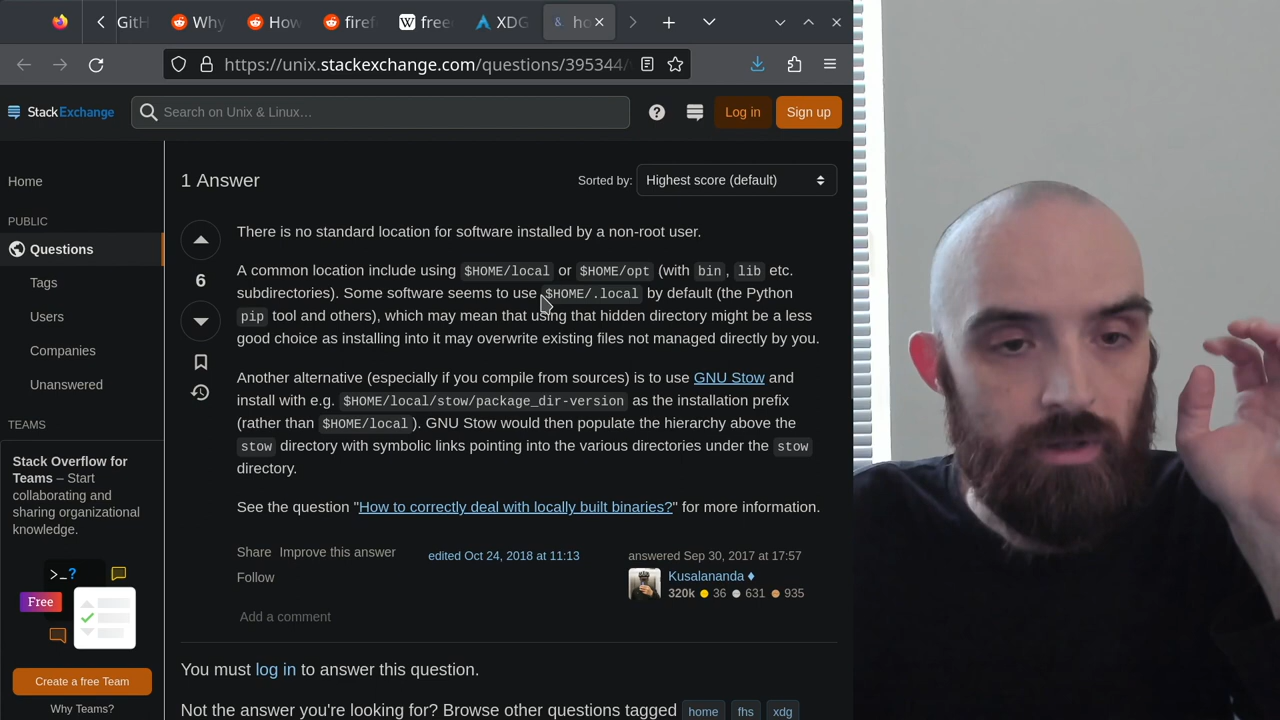 GitH
Why
How
firef
free
XDG
ho
https://unix.stackexchange.com/questions/395344/
StackExchange
Search on Unix & Linux…
Log in
Sign up
Home
PUBLIC
Questions
Tags
Users
Companies
Unanswered
TEAMS
Stack Overflow for
Teams – Start
collaborating and
sharing organizational
knowledge.
>_?
Free
Create a free Team
Why Teams?
1 Answer
Sorted by:
Highest score (default)
6
There is no standard location for software installed by a non-root user.
A common location include using $HOME/local or $HOME/opt (with bin, lib etc.
subdirectories). Some software seems to use $HOME/.local by default (the Python
pip tool and others), which may mean that using that hidden directory might be a less
good choice as installing into it may overwrite existing files not managed directly by you.
Another alternative (especially if you compile from sources) is to use GNU Stow and
install with e.g. $HOME/local/stow/package_dir-version as the installation prefix
(rather than $HOME/local). GNU Stow would then populate the hierarchy above the
stow directory with symbolic links pointing into the various directories under the stow
directory.
See the question "How to correctly deal with locally built binaries?" for more information.
Share Improve this answer
Follow
edited Oct 24, 2018 at 11:13
answered Sep 30, 2017 at 17:57
Kusalananda ♦
320k 36 631 935
Add a comment
You must log in to answer this question.
Not the answer you're looking for? Browse other questions tagged home fhs xdg